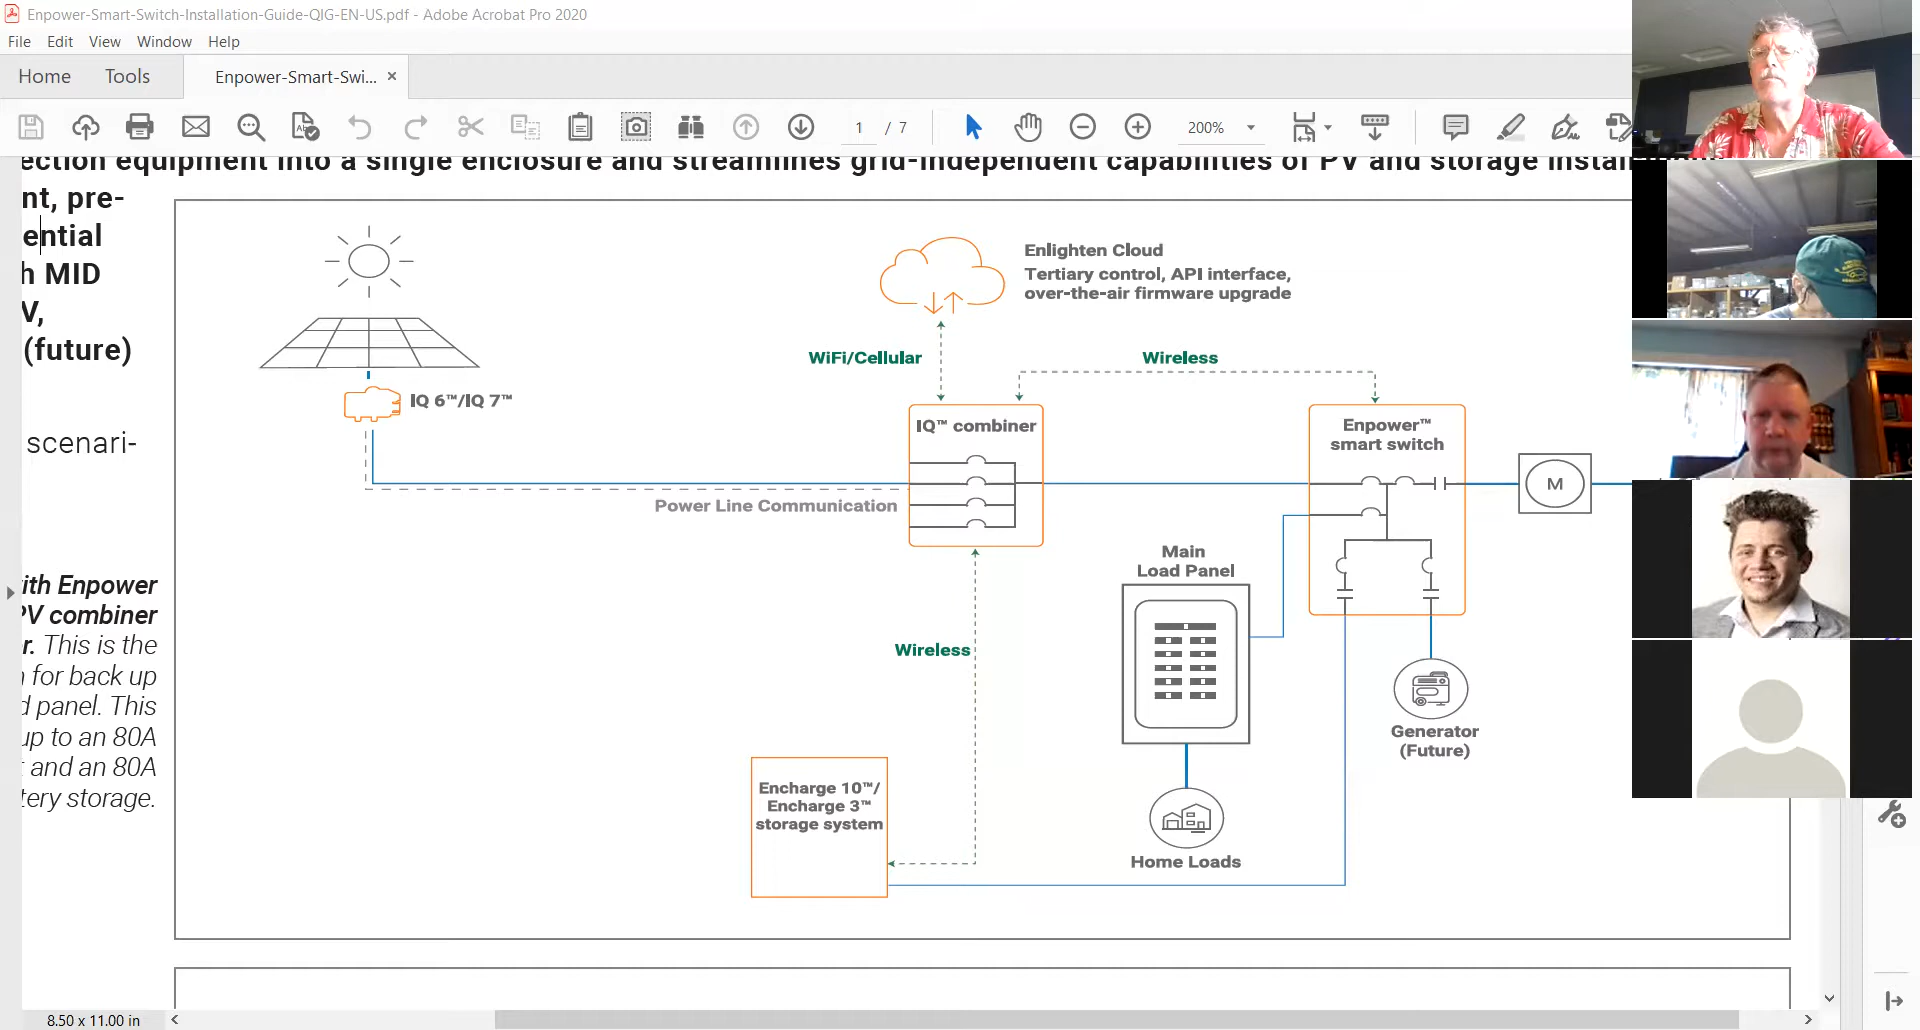 Enpower-Smart-Switch-Installation-Guide-QIG-EN-US.pdf - Adobe Acrobat Pro 2020
File Edit View Window Help
Home Tools Enpower-Smart-Swi... ×
1 / 7 200%
ection equipment into a single enclosure and streamlines grid-independent capabilities of PV and storage
nt, pre-
ential
h MID
V,
(future)
scenari-
ith Enpower
PV combiner
r. This is the
for back up
d panel. This
up to an 80A
t and an 80A
tery storage.
Enlighten Cloud
Tertiary control, API interface,
over-the-air firmware upgrade
WiFi/Cellular
Wireless
IQ 6™/IQ 7™
IQ™ combiner
Enpower™
smart switch
Power Line Communication
M
Main
Load Panel
Wireless
Generator
(Future)
Encharge 10™/
Encharge 3™
storage system
Home Loads
8.50 x 11.00 in